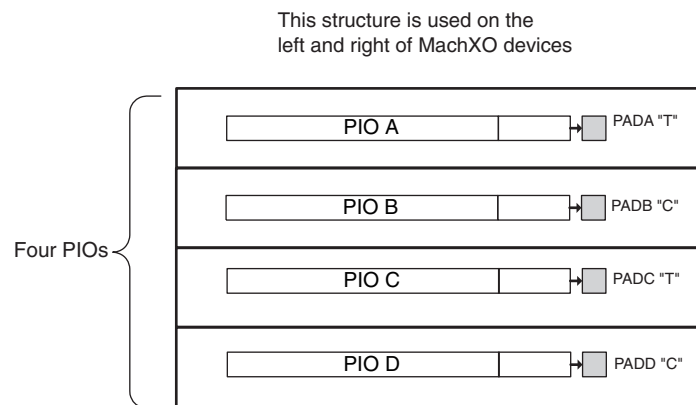 This structure is used on the
left and right of MachXO devices
PIO A
PADA "T"
PIO B
PADB "C"
Four PIOs
PIO C
PADC "T"
PIO D
PADD "C"